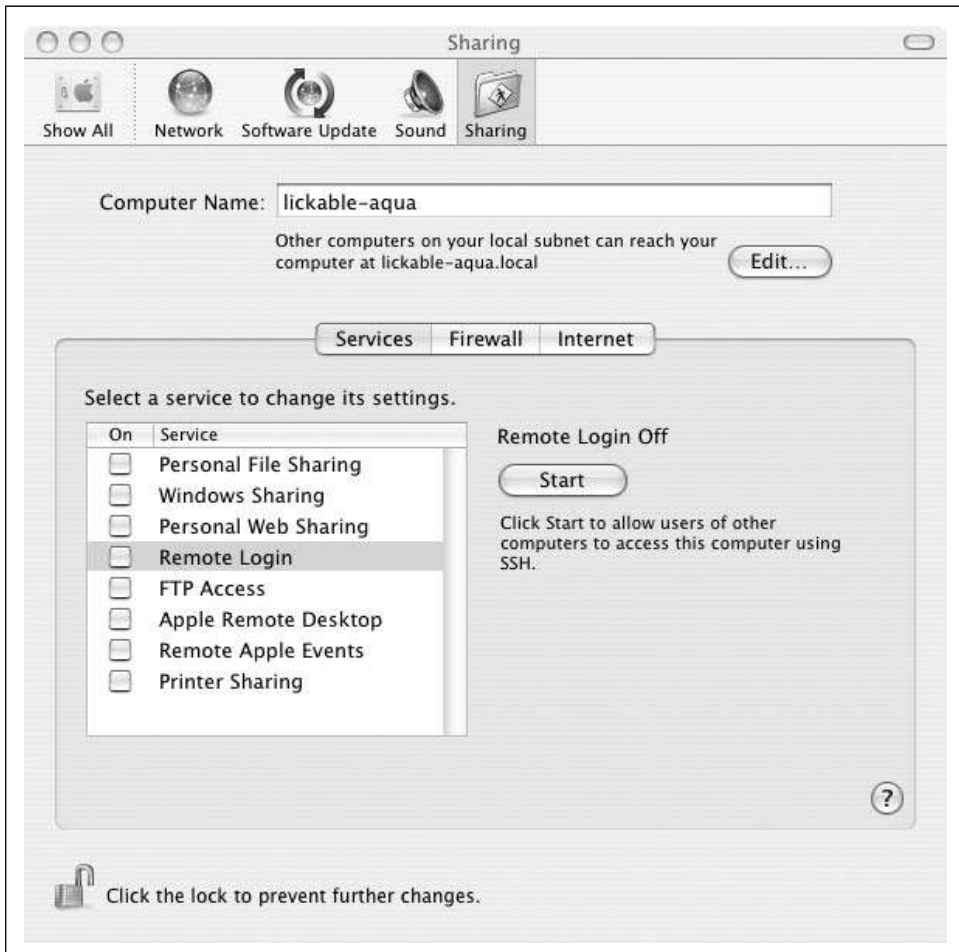 Sharing
Show All Network Software Update Sound Sharing
Computer Name: lickable-aqua
Other computers on your local subnet can reach your
computer at lickable-aqua.local
Edit...
Services Firewall Internet
Select a service to change its settings.
On Service
Personal File Sharing
Windows Sharing
Personal Web Sharing
Remote Login
FTP Access
Apple Remote Desktop
Remote Apple Events
Printer Sharing
Remote Login Off
Start
Click Start to allow users of other
computers to access this computer using
SSH.
?
Click the lock to prevent further changes.